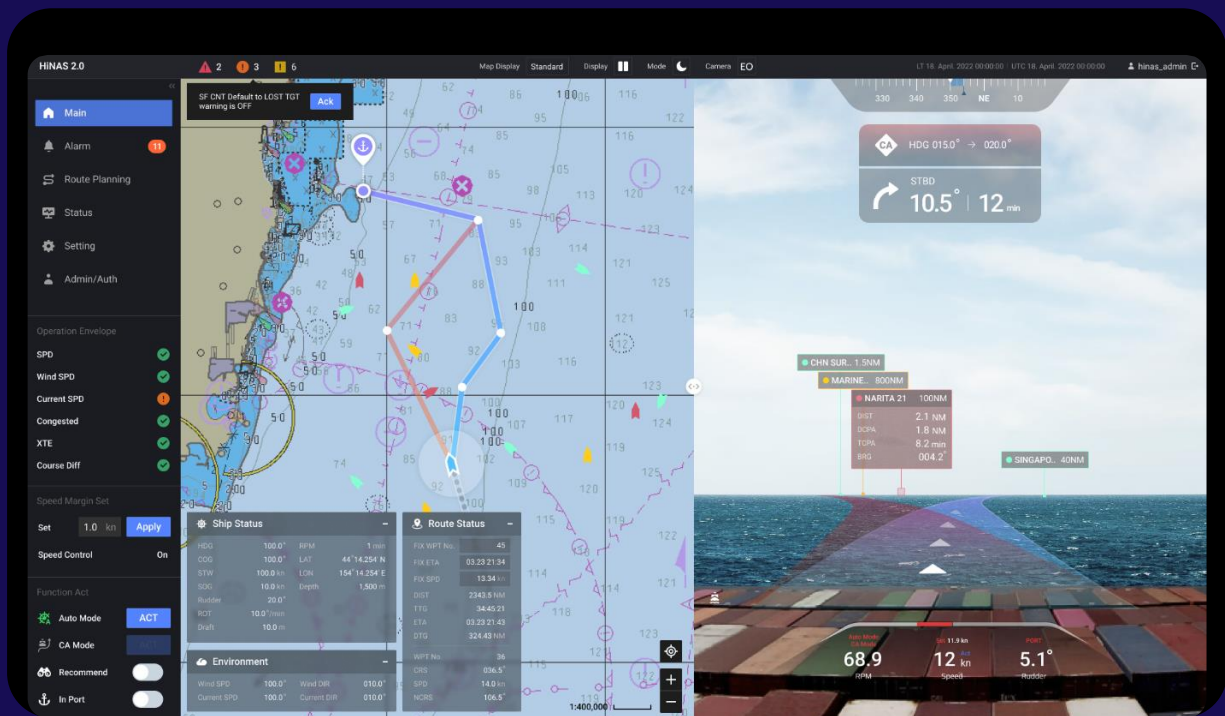 HiNAS 2.0
2 3 6
Map Display Standard Display Mode Camera EO
LT 18. April. 2022 00:00:00 | UTC 18. April. 2022 00:00:00 hinas_admin
SF CNT Default to LOST TGT
warning is OFF
Ack
Main
Alarm 11
Route Planning
Status
Setting
Admin/Auth
Operation Envelope
SPD
Wind SPD
Current SPD
Congested
XTE
Course Diff
Speed Margin Set
Set 1.0 kn Apply
Speed Control On
Function Act
Auto Mode ACT
CA Mode
Recommend
In Port
Ship Status
HDG 100.0° RPM 1 min
COG 100.0° LAT 44°14.254' N
STW 100.0 kn LON 154°14.254' E
SOG 10.0 kn Depth 1,500 m
Rudder 20.0°
ROT 10.0°/min
Draft 10.0 m
Environment
Wind SPD 100.0° Wind DIR 010.0°
Current SPD 100.0° Current DIR 010.0°
Route Status
FIX WPT No. 45
FIX ETA 03.23 21:34
FIX SPD 13.34 kn
DIST 2343.5 NM
TTG 34:45:21
ETA 03.23 21:43
DTG 324.43 NM
WPT No. 36
CRS 036.5°
SPD 14.0 kn
NCRS 106.5°
1:400,000
330 340 350 NE 10
CA HDG 015.0° → 020.0°
STBD
10.5° | 12 min
CHN SUR.. 1.5NM
MARINE.. 800NM
NARITA 21 100NM
DIST 2.1 NM
DCPA 1.8 NM
TCPA 8.2 min
BRG 004.2°
SINGAPO.. 40NM
Auto Mode
CA Mode
68.9
RPM
Set 11.9 kn
Act
12 kn
Speed
PORT
5.1°
Rudder